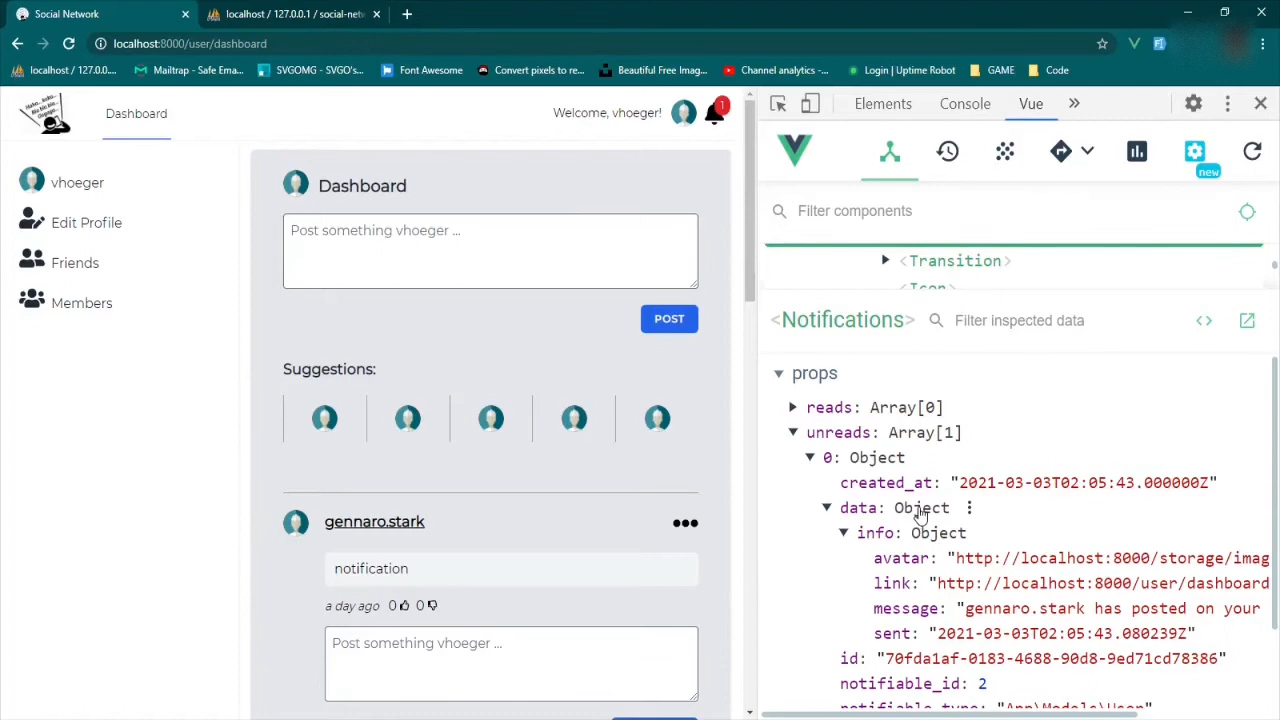 Social Network
localhost / 127.0.0.1 / social-net
localhost:8000/user/dashboard
localhost / 127.0.0....
Mailtrap - Safe Ema...
SVGOMG - SVGO's...
Font Awesome
Convert pixels to re...
Beautiful Free Imag...
Channel analytics -...
Login | Uptime Robot
GAME
Code
Dashboard
Welcome, vhoeger!
1
vhoeger
Edit Profile
Friends
Members
Dashboard
Post something vhoeger ...
POST
Suggestions:
gennaro.stark
notification
a day ago 0 0
Post something vhoeger ...
Elements
Console
Vue
new
Filter components
<Transition>
<Icon>
<Notifications>
Filter inspected data
props
reads: Array[0]
unreads: Array[1]
0: Object
created_at: "2021-03-03T02:05:43.000000Z"
data: Object
info: Object
avatar: "http://localhost:8000/storage/imag
link: "http://localhost:8000/user/dashboard
message: "gennaro.stark has posted on your
sent: "2021-03-03T02:05:43.080239Z"
id: "70fda1af-0183-4688-90d8-9ed71cd78386"
notifiable_id: 2
notifiable_type: "App\Models\User"